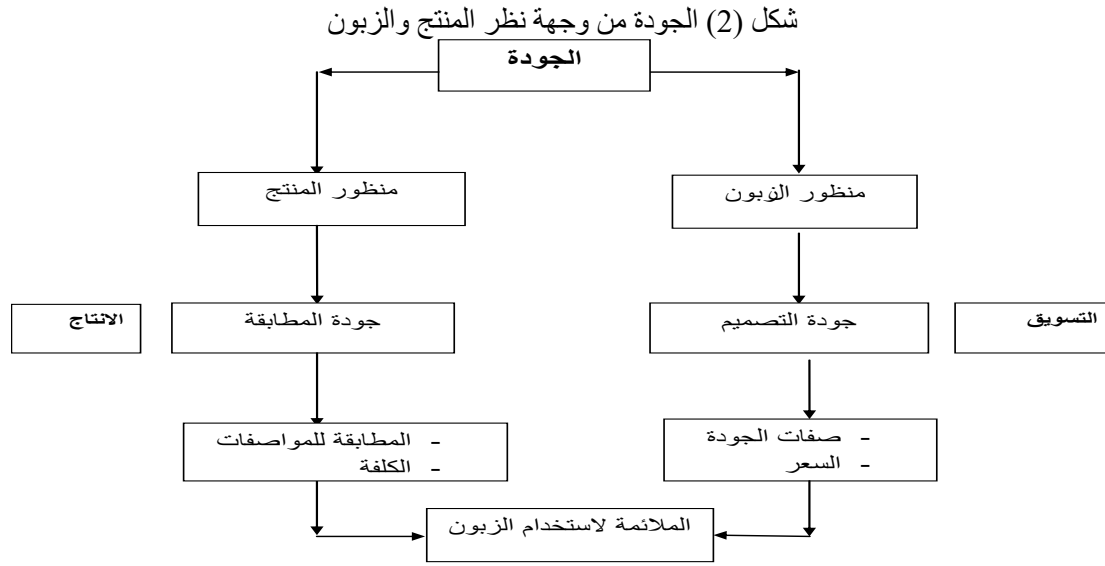 شكل (2) الجودة من وجهة نظر المنتج والزبون
الجودة
منظور الزبون
منظور المنتج
التسويق
جودة التصميم
جودة المطابقة
الانتاج
- صفات الجودة
- السعر
- المطابقة للمواصفات
- الكلفة
الملائمة لاستخدام الزبون